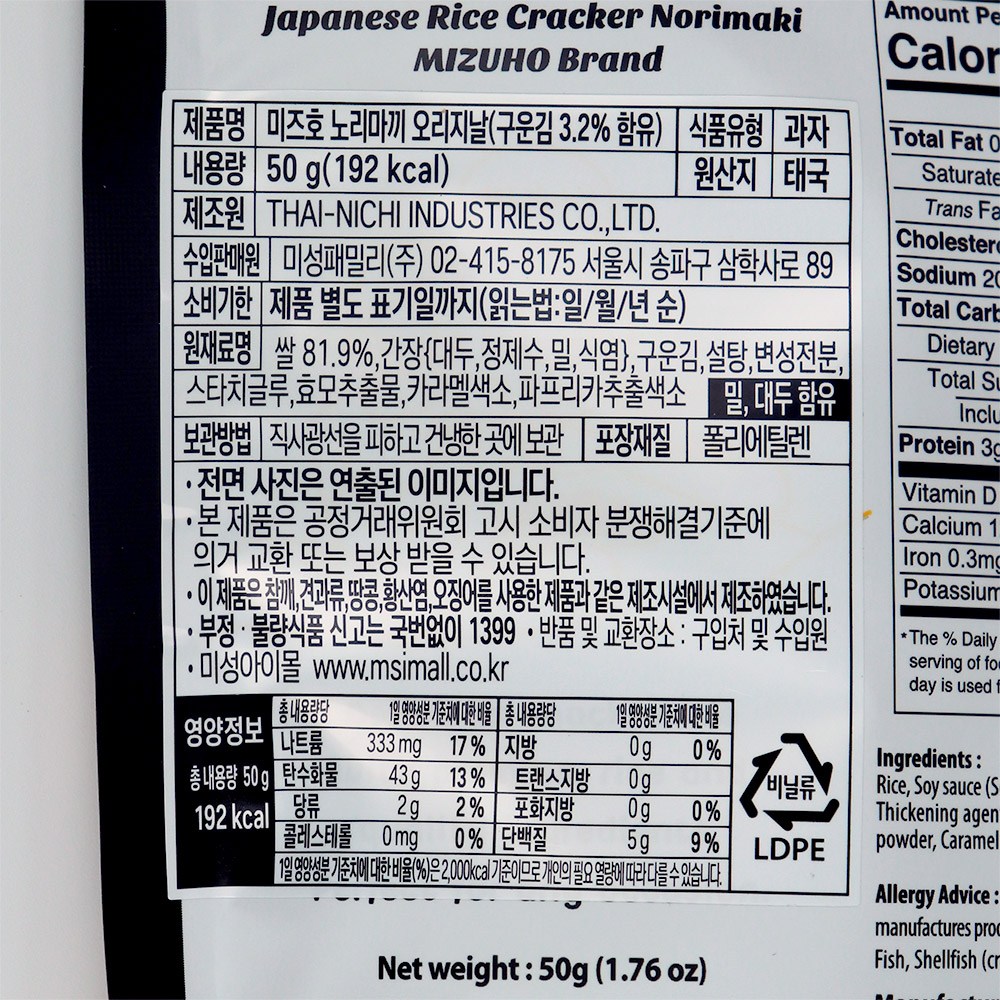 Japanese Rice Cracker Norimaki
MIZUHO Brand
제품명 미즈호 노리마끼 오리지날(구운김 3.2% 함유) 식품유형 과자
내용량 50 g(192 kcal) 원산지 태국
제조원 THAI-NICHI INDUSTRIES CO.,LTD.
수입판매원 미성패밀리(주) 02-415-8175 서울시 송파구 삼학사로 89
소비기한 제품 별도 표기일까지(읽는법:일/월/년 순)
원재료명 쌀 81.9%,간장{대두,정제수,밀,식염},구운김,설탕,변성전분,
스타치글루,효모추출물,카라멜색소,파프리카추출색소 밀, 대두 함유
보관방법 직사광선을 피하고 건냉한 곳에 보관 포장재질 폴리에틸렌
· 전면 사진은 연출된 이미지입니다.
· 본 제품은 공정거래위원회 고시 소비자 분쟁해결기준에
의거 교환 또는 보상 받을 수 있습니다.
· 이 제품은 참깨,견과류,땅콩,황산염,오징어를 사용한 제품과 같은 제조시설에서 제조하였습니다.
· 부정·불량식품 신고는 국번없이 1399 · 반품 및 교환장소 : 구입처 및 수입원
· 미성아이몰 www.msimall.co.kr
영양정보
총 내용량 50 g
192 kcal
총 내용량당 1일 영양성분 기준치에 대한 비율 총 내용량당 1일 영양성분 기준치에 대한 비율
나트륨 333 mg 17 % 지방 0 g 0 %
탄수화물 43 g 13 % 트랜스지방 0 g
당류 2 g 2 % 포화지방 0 g 0 %
콜레스테롤 0 mg 0 % 단백질 5 g 9 %
1일 영양성분 기준치에 대한 비율(%)은 2,000kcal 기준이므로 개인의 필요 열량에 따라 다를 수 있습니다.
비닐류
LDPE
Net weight : 50g (1.76 oz)
Amount Pe
Calor
Total Fat 0
Saturate
Trans Fa
Cholester
Sodium 20
Total Carb
Dietary
Total Su
Inclu
Protein 3g
Vitamin D
Calcium 1
Iron 0.3mg
Potassium
*The % Daily
serving of fo
day is used f
Ingredients :
Rice, Soy sauce (S
Thickening agen
powder, Caramel
Allergy Advice :
manufactures prod
Fish, Shellfish (cr